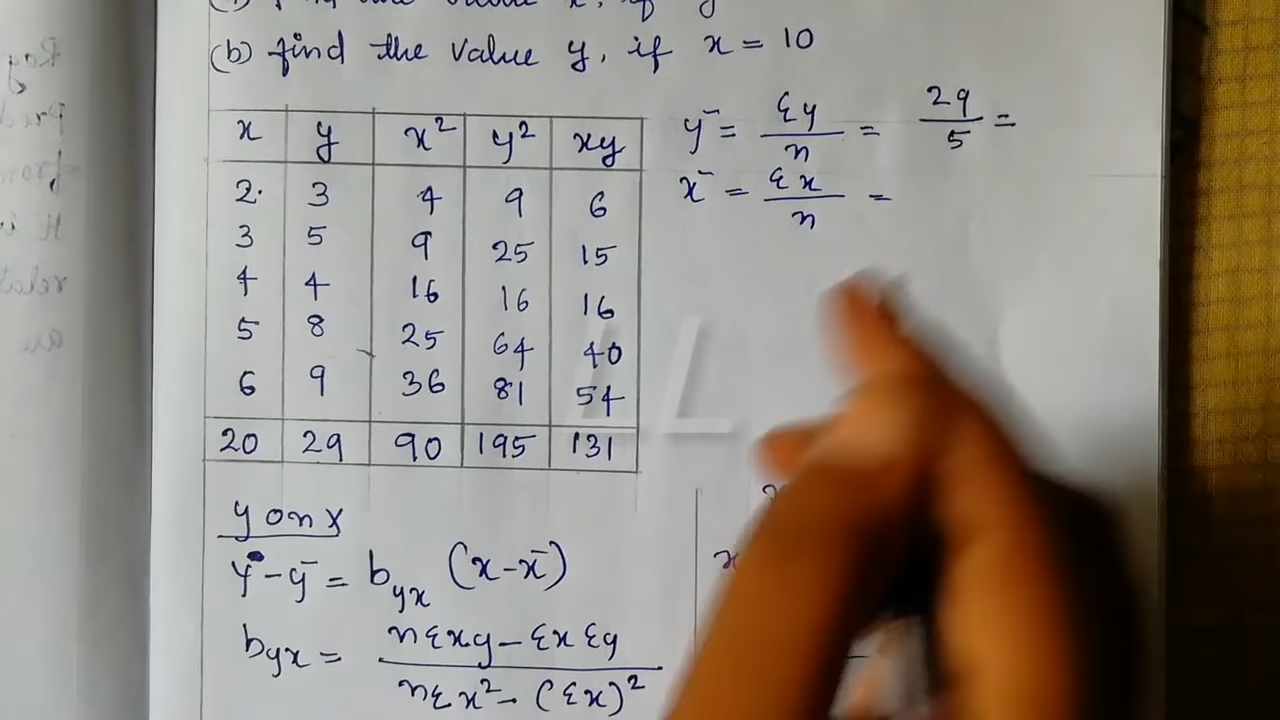 (b) find the value y, if x = 10
x y x² y² xy
2 3 4 9 6
3 5 9 25 15
4 4 16 16 16
5 8 25 64 40
6 9 36 81 54
20 29 90 195 131
ȳ = Σy/n = 29/5 =
x̄ = Σx/n =
y on x
y - ȳ = byx (x - x̄)
byx = nΣxy - ΣxΣy / nΣx² - (Σx)²